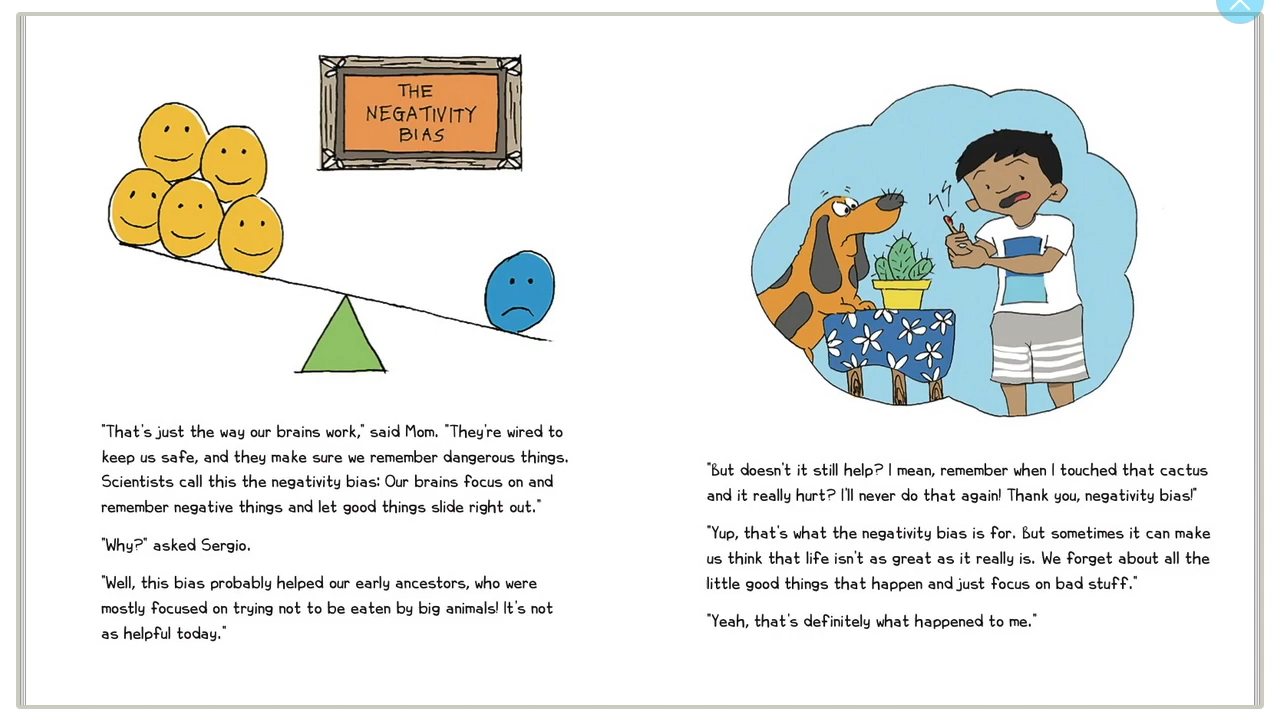 THE
NEGATIVITY
BIAS
"That's just the way our brains work," said Mom. "They're wired to
keep us safe, and they make sure we remember dangerous things.
Scientists call this the negativity bias: Our brains focus on and
remember negative things and let good things slide right out."
"Why?" asked Sergio.
"Well, this bias probably helped our early ancestors, who were
mostly focused on trying not to be eaten by big animals! It's not
as helpful today."
"But doesn't it still help? I mean, remember when I touched that cactus
and it really hurt? I'll never do that again! Thank you, negativity bias!"
"Yup, that's what the negativity bias is for. But sometimes it can make
us think that life isn't as great as it really is. We forget about all the
little good things that happen and just focus on bad stuff."
"Yeah, that's definitely what happened to me."